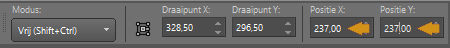 Modus: Draaipunt X: Draaipunt Y: Positie X: Positie Y:
Vrij (Shift+Ctrl) 328,50 296,50 237,00 237,00